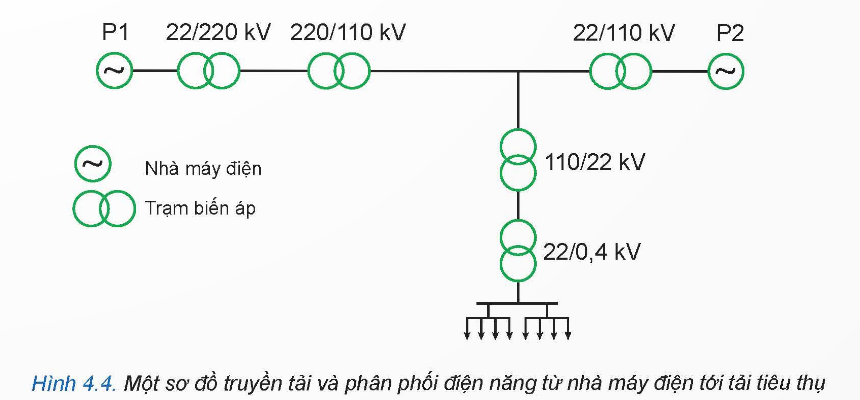 P1 22/220 kV 220/110 kV 22/110 kV P2
~ ~
110/22 kV
~ Nhà máy điện
Trạm biến áp
22/0,4 kV
Hình 4.4. Một sơ đồ truyền tải và phân phối điện năng từ nhà máy điện tới tải tiêu thụ